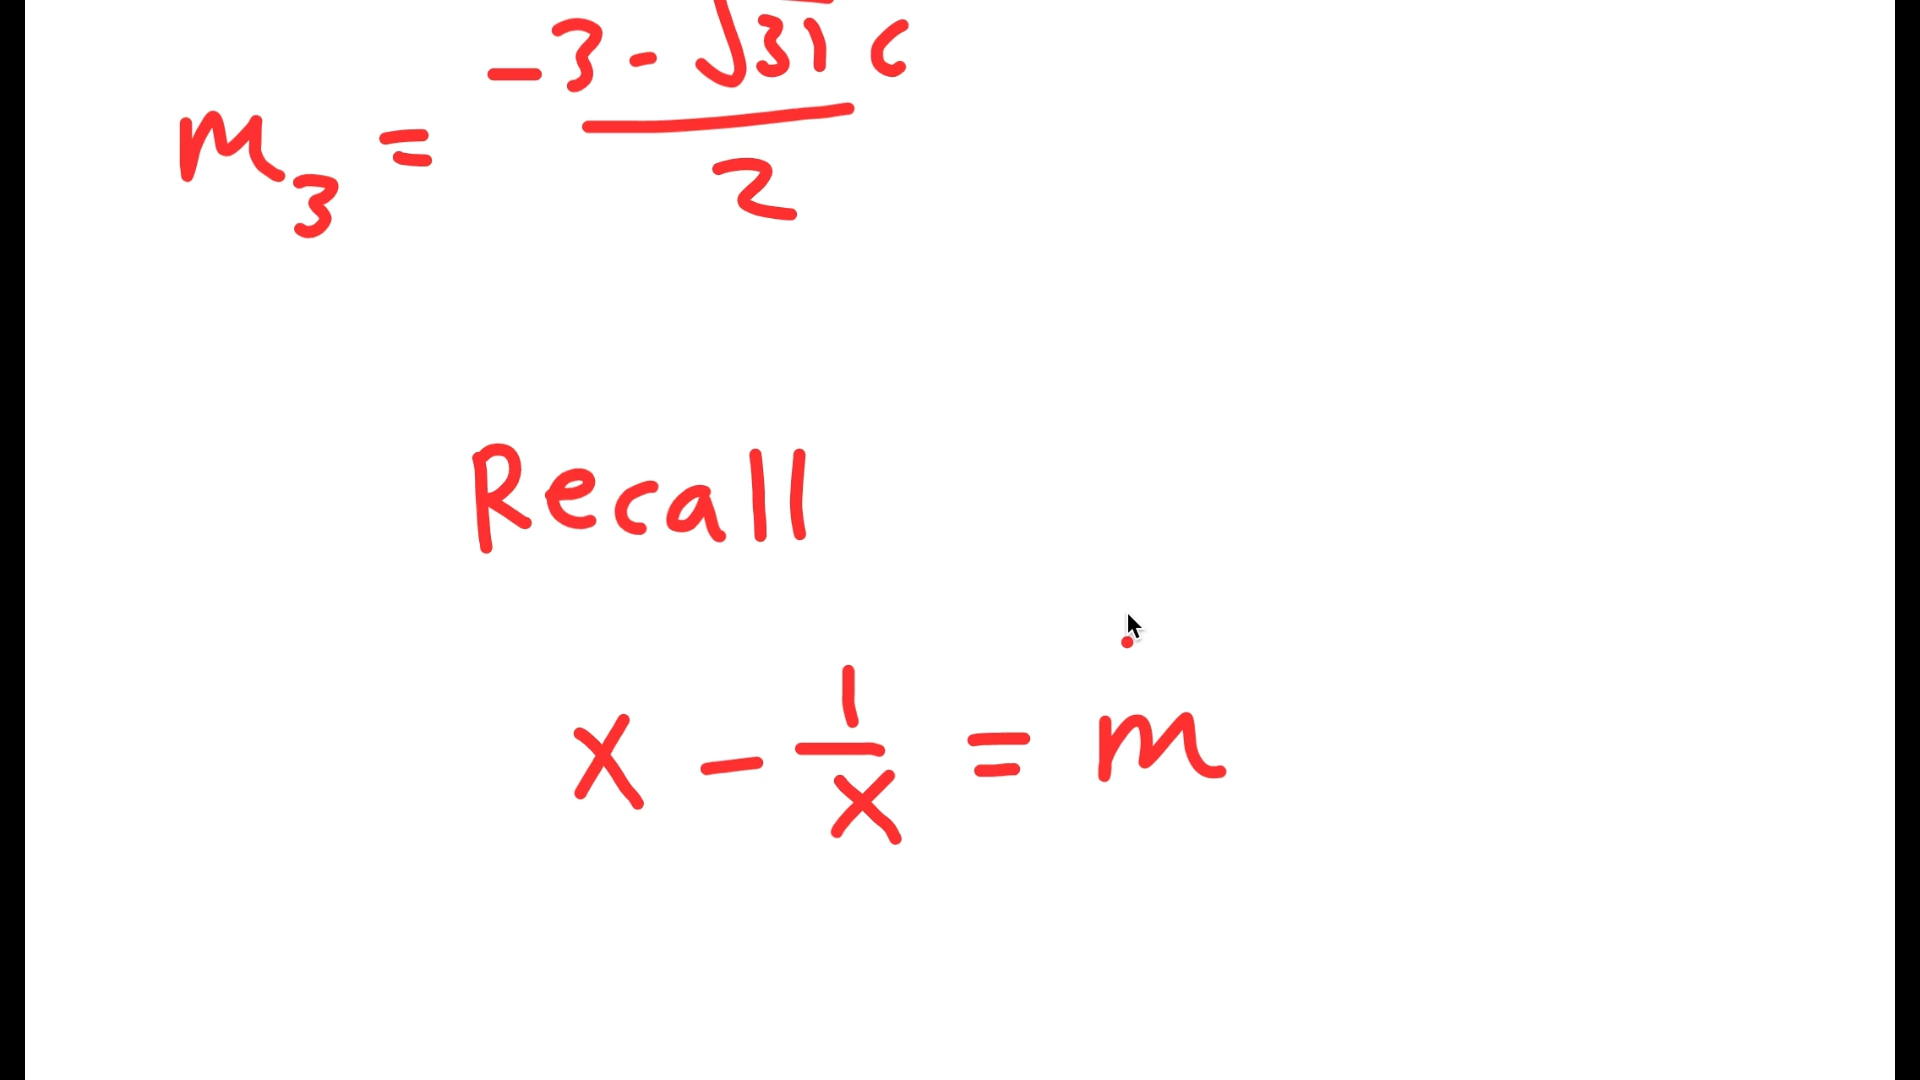 m₃ = (-3 - √31 c)/2
Recall
x - 1/x = m